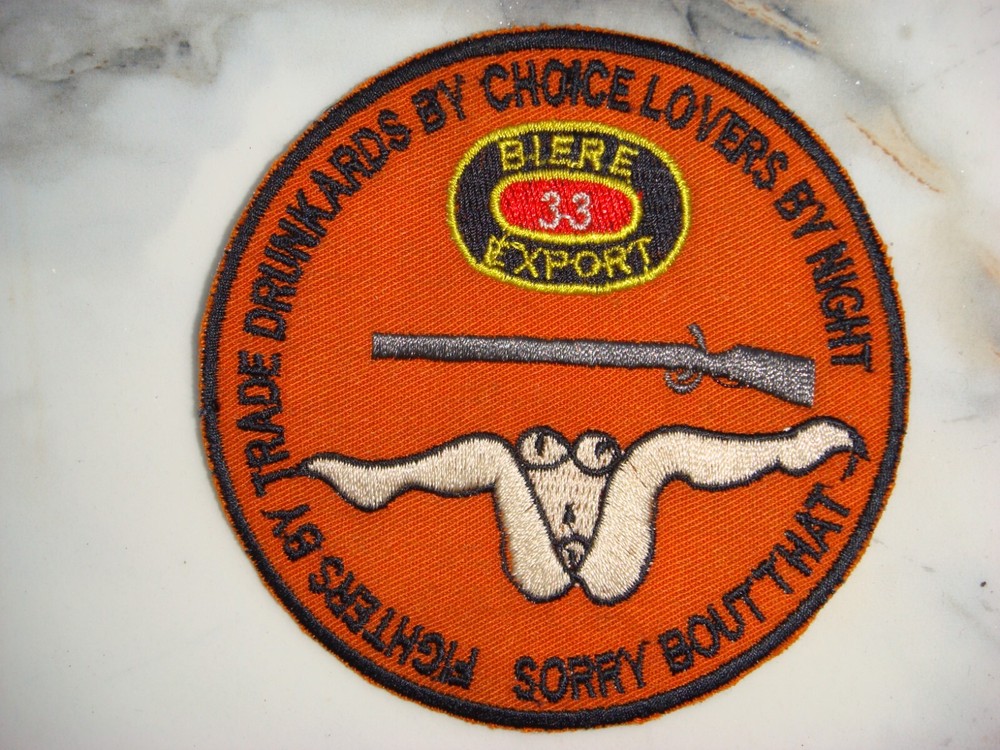 FIGHTERS BY TRADE DRUNKARDS BY CHOICE LOVERS BY NIGHT
BIERE
33
EXPORT
SORRY BOUT THAT